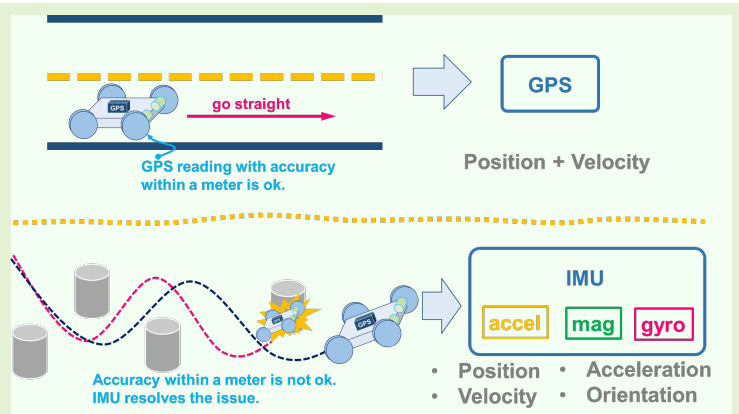 GPS
go straight
GPS reading with accuracy
within a meter is ok.
GPS
Position + Velocity
GPS
Accuracy within a meter is not ok.
IMU resolves the issue.
IMU
accel mag gyro
• Position • Acceleration
• Velocity • Orientation